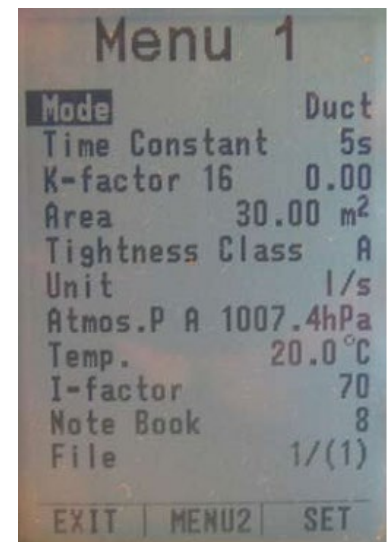 Menu 1
Mode Duct
Time Constant 5s
K-factor 16 0.00
Area 30.00 m²
Tightness Class A
Unit l/s
Atmos.P A 1007.4hPa
Temp. 20.0°C
I-factor 70
Note Book 8
File 1/(1)
EXIT | MENU2 | SET